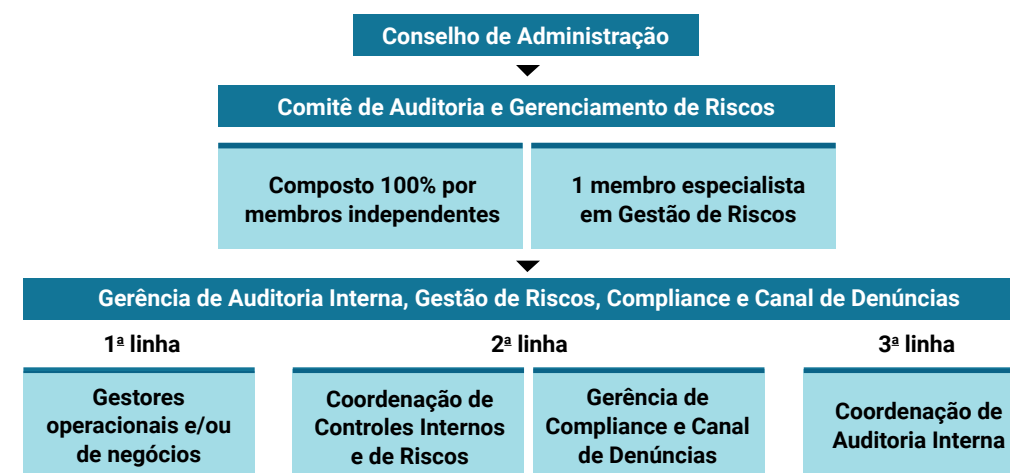 Conselho de Administração
Comitê de Auditoria e Gerenciamento de Riscos
Composto 100% por
membros independentes
1 membro especialista
em Gestão de Riscos
Gerência de Auditoria Interna, Gestão de Riscos, Compliance e Canal de Denúncias
1ª linha
2ª linha
3ª linha
Gestores
operacionais e/ou
de negócios
Coordenação de
Controles Internos
e de Riscos
Gerência de
Compliance e Canal
de Denúncias
Coordenação de
Auditoria Interna